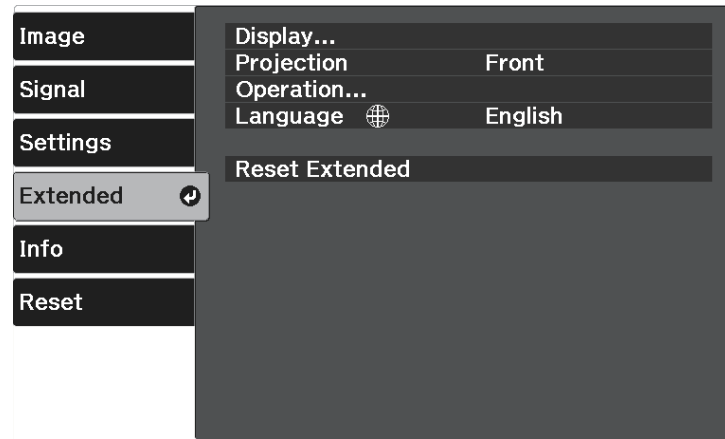 Image
Signal
Settings
Extended
Info
Reset
Display...
Projection Front
Operation...
Language English
Reset Extended